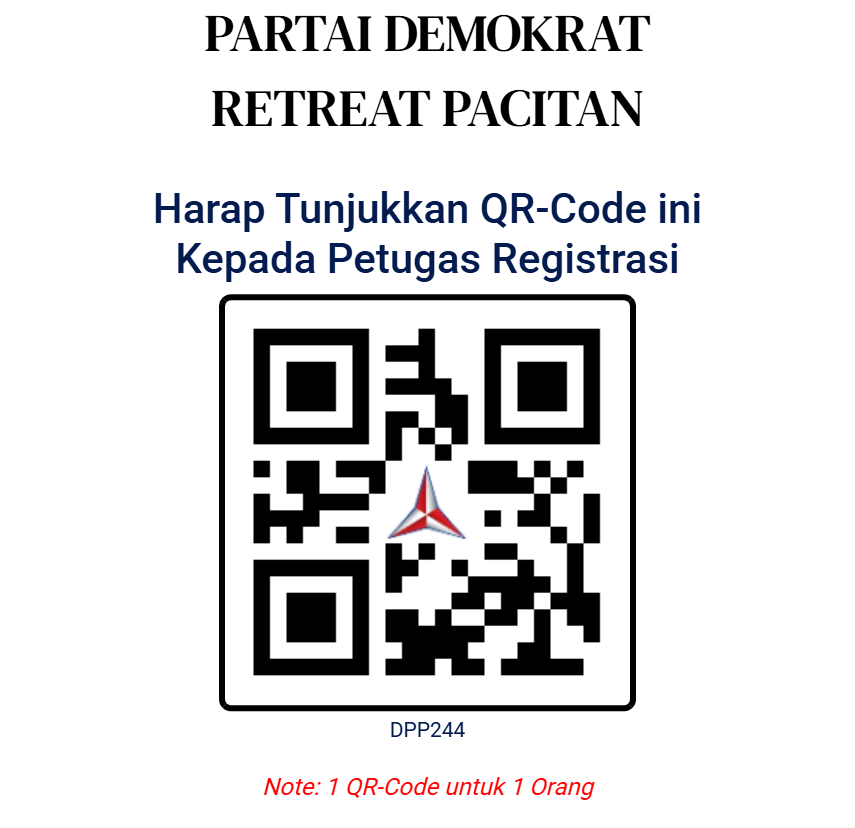 PARTAI DEMOKRAT
RETREAT PACITAN
Harap Tunjukkan QR-Code ini
Kepada Petugas Registrasi
DPP244
Note: 1 QR-Code untuk 1 Orang